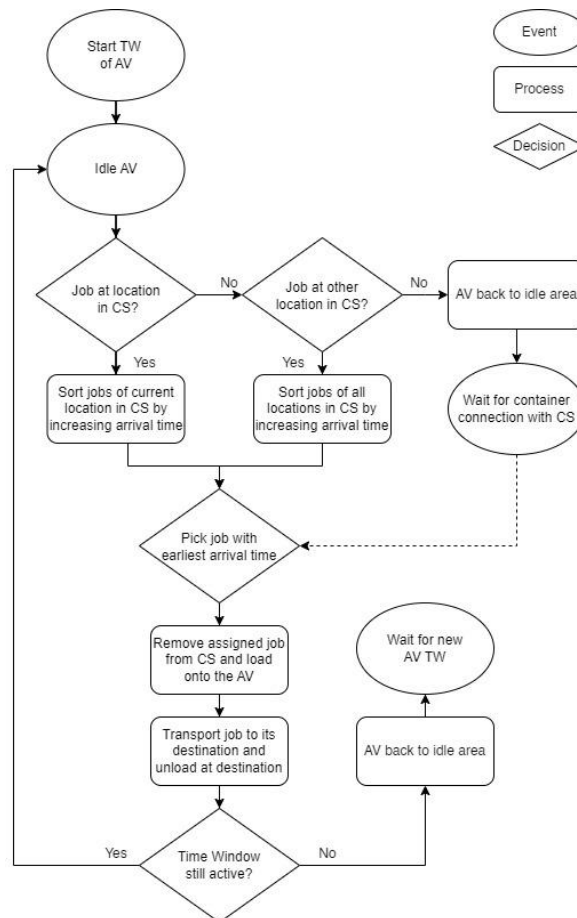 Start TW
of AV
Event
Process
Decision
Idle AV
Job at location
in CS?
No
Job at other
location in CS?
No
AV back to idle area
Yes
Yes
Sort jobs of current
location in CS by
increasing arrival time
Sort jobs of all
locations in CS by
increasing arrival time
Wait for container
connection with CS
Pick job with
earliest arrival time
Remove assigned job
from CS and load
onto the AV
Wait for new
AV TW
Transport job to its
destination and
unload at destination
AV back to idle area
Yes
Time Window
still active?
No